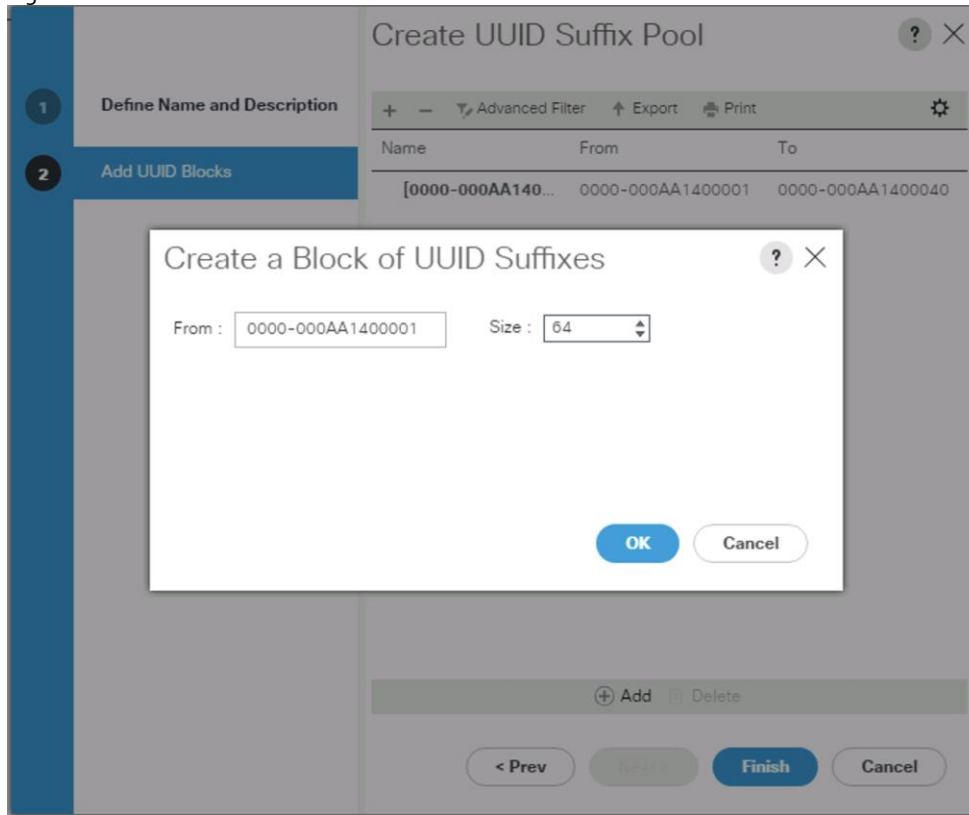 Create UUID Suffix Pool
?
1 Define Name and Description
+ − Advanced Filter Export Print
Name From To
2 Add UUID Blocks
[0000-000AA140... 0000-000AA1400001 0000-000AA1400040
Create a Block of UUID Suffixes
?
From : 0000-000AA1400001 Size : 64
OK Cancel
Add Delete
< Prev Next > Finish Cancel